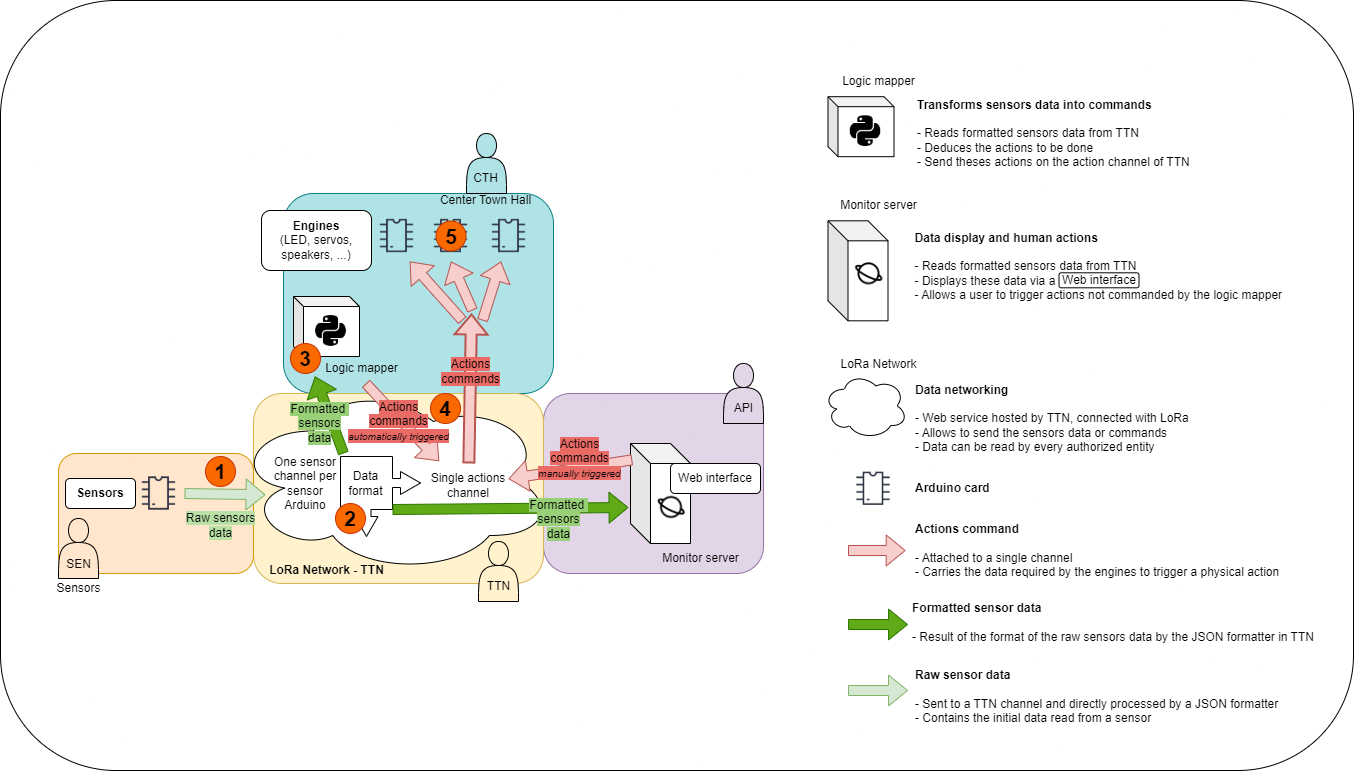 CTH
Center Town Hall
Engines
(LED, servos,
speakers, ...)
5
3
Logic mapper
Actions
commands
Formatted
sensors
data
Actions
commands
automatically triggered
4
API
1
Sensors
Raw sensors
data
SEN
Sensors
One sensor
channel per
sensor
Arduino
Data
format
2
Single actions
channel
Actions
commands
manually triggered
Formatted
sensors
data
Web interface
Monitor server
LoRa Network - TTN
TTN
Logic mapper
Transforms sensors data into commands
- Reads formatted sensors data from TTN
- Deduces the actions to be done
- Send theses actions on the action channel of TTN
Monitor server
Data display and human actions
- Reads formatted sensors data from TTN
- Displays these data via a Web interface
- Allows a user to trigger actions not commanded by the logic mapper
LoRa Network
Data networking
- Web service hosted by TTN, connected with LoRa
- Allows to send the sensors data or commands
- Data can be read by every authorized entity
Arduino card
Actions command
- Attached to a single channel
- Carries the data required by the engines to trigger a physical action
Formatted sensor data
- Result of the format of the raw sensors data by the JSON formatter in TTN
Raw sensor data
- Sent to a TTN channel and directly processed by a JSON formatter
- Contains the initial data read from a sensor